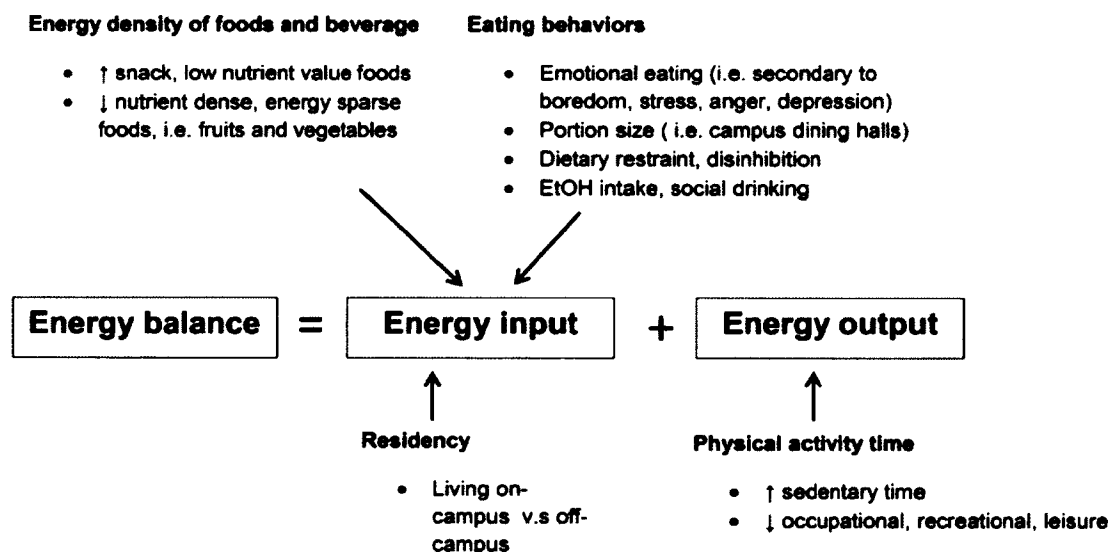 Energy density of foods and beverage
• ↑ snack, low nutrient value foods
• ↓ nutrient dense, energy sparse
foods, i.e. fruits and vegetables
Eating behaviors
• Emotional eating (i.e. secondary to
boredom, stress, anger, depression)
• Portion size ( i.e. campus dining halls)
• Dietary restraint, disinhibition
• EtOH intake, social drinking
Energy balance = Energy input + Energy output
Residency
• Living on-
campus v.s off-
campus
Physical activity time
• ↑ sedentary time
• ↓ occupational, recreational, leisure